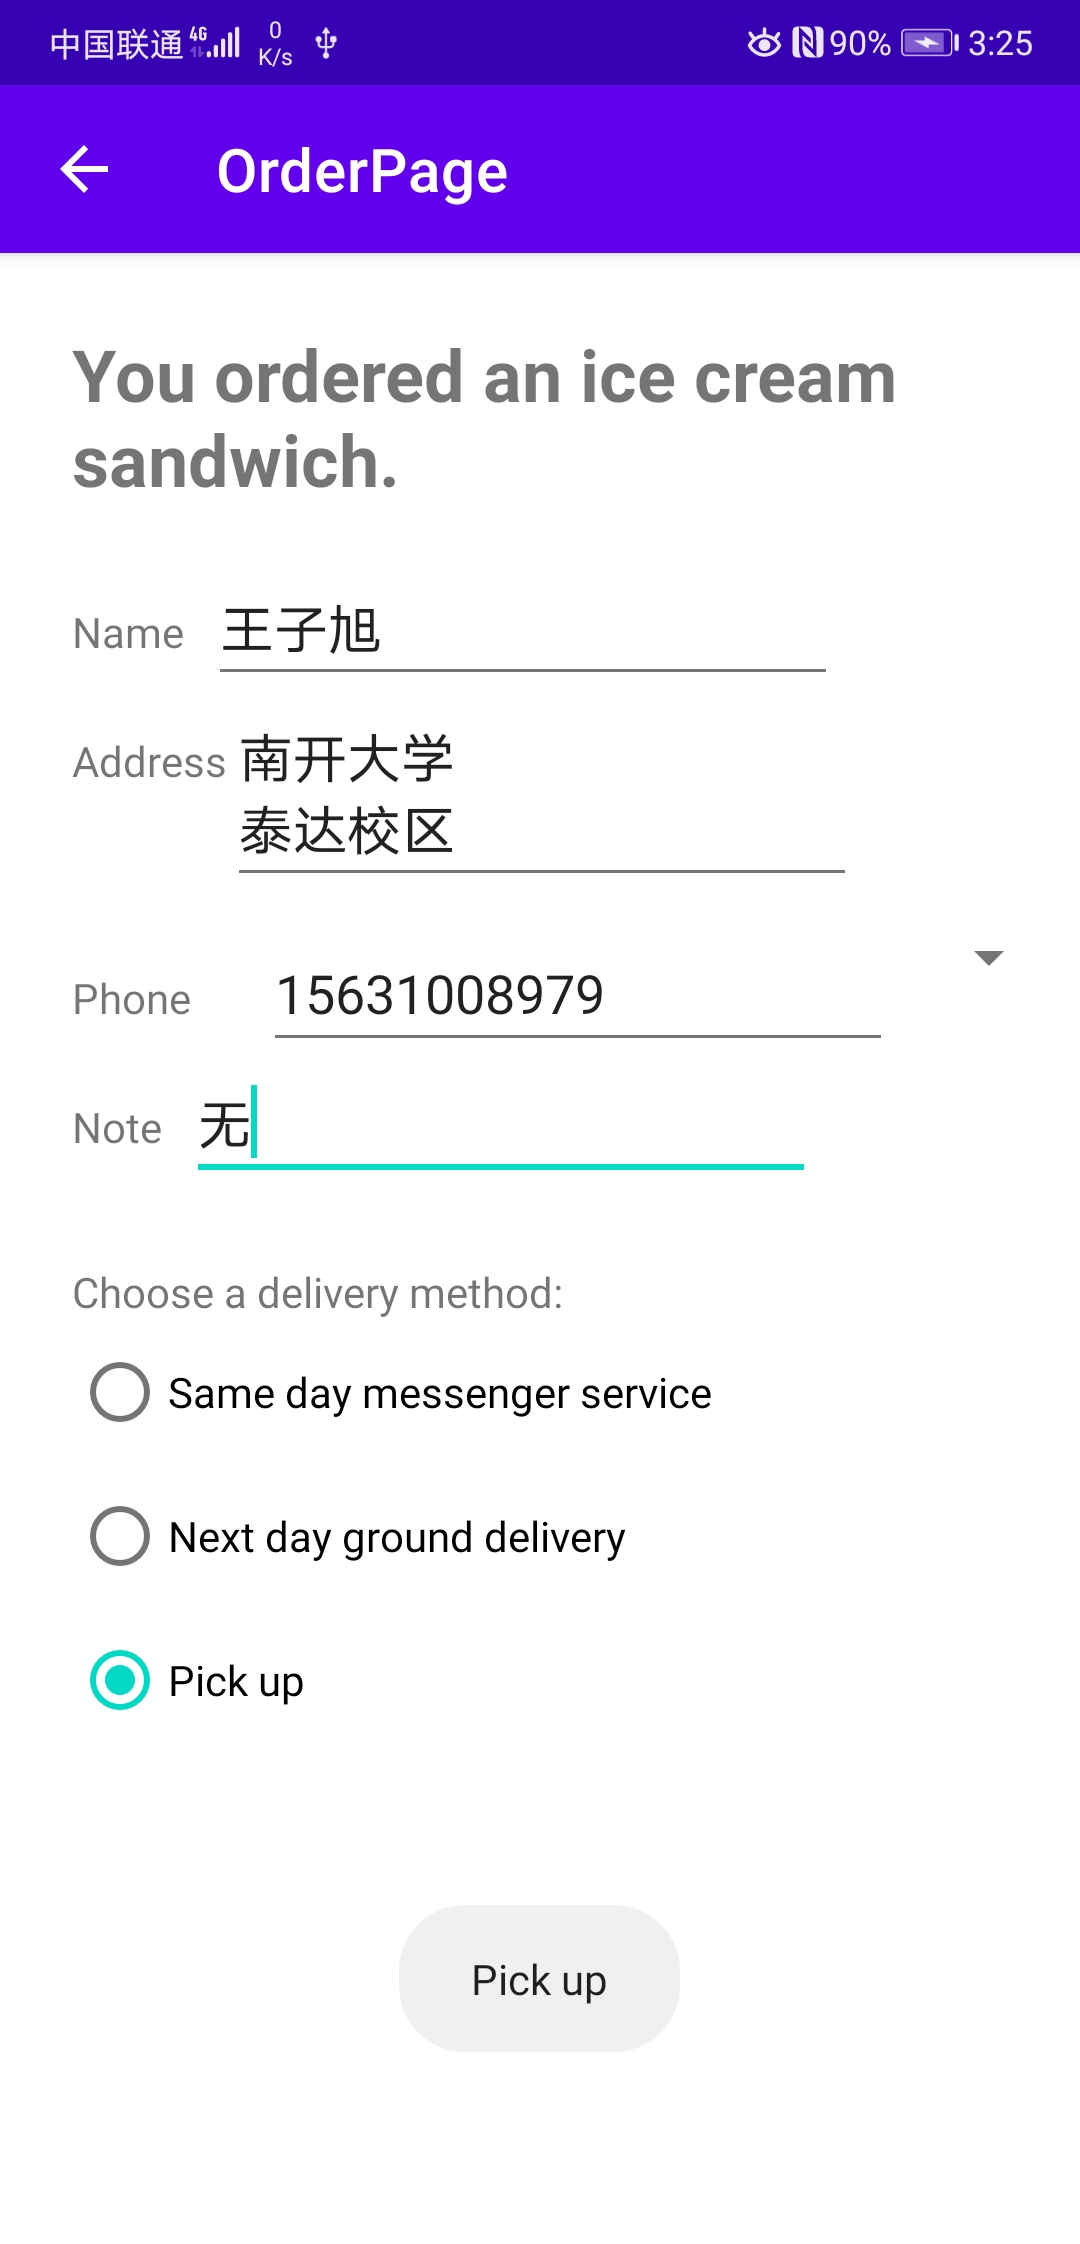 中国联通 4G 0 K/s 90% 3:25
OrderPage
You ordered an ice cream
sandwich.
Name 王子旭
Address 南开大学
泰达校区
Phone 15631008979
Note 无
Choose a delivery method:
Same day messenger service
Next day ground delivery
Pick up
Pick up